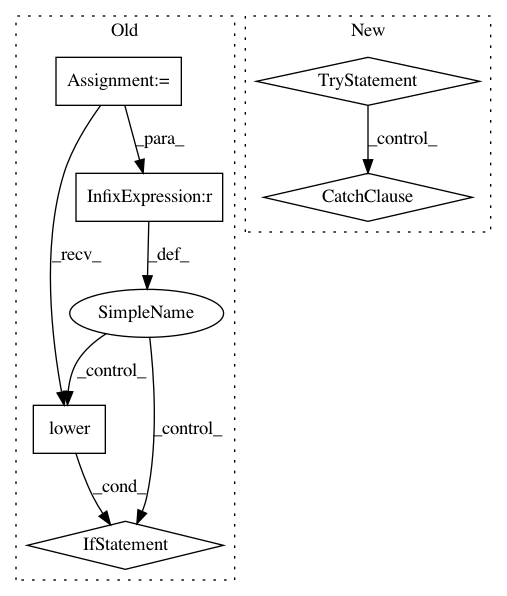 Old
New
Assignment:=
TryStatement
_para_
_control_
InfixExpression:r
CatchClause
_recv_
_def_
SimpleName
_control_
_control_
lower
_cond_
IfStatement